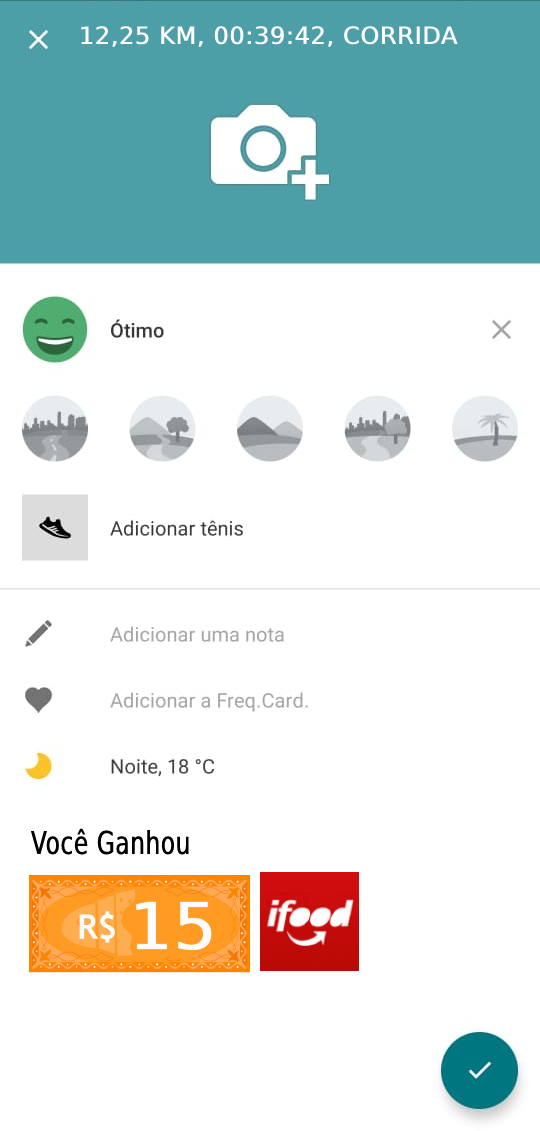 12,25 KM, 00:39:42, CORRIDA
Ótimo
Adicionar tênis
Adicionar uma nota
Adicionar a Freq.Card.
Noite, 18 °C
Você Ganhou
R$ 15
ifood